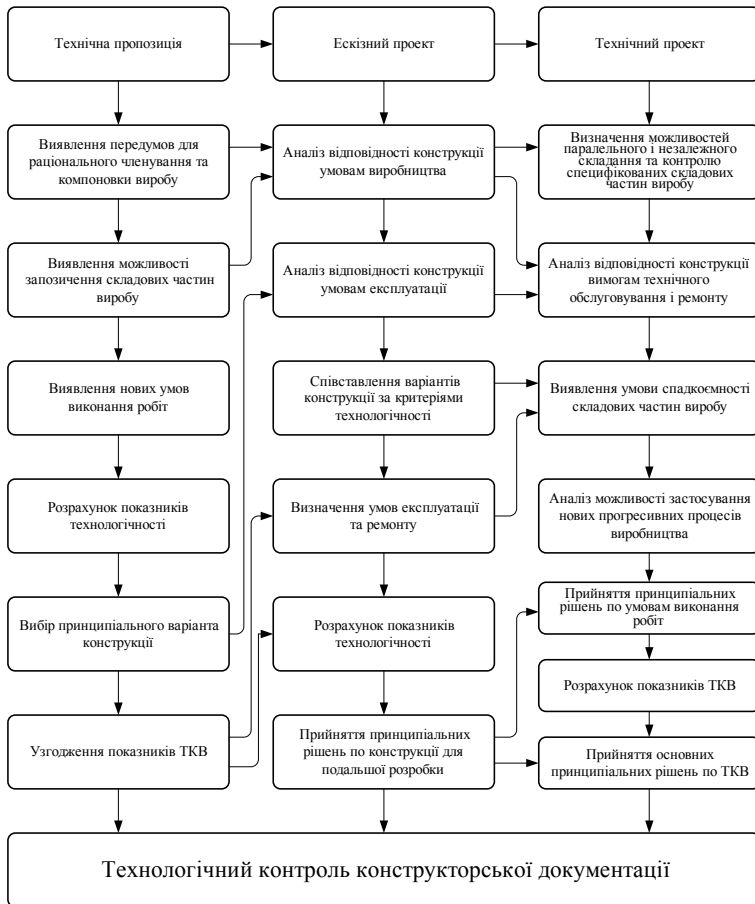 Технічна пропозиція
Ескізний проект
Технічний проект
Виявлення передумов для
раціонального членування та
компоновки виробу
Аналіз відповідності конструкції
умовам виробництва
Визначення можливостей
паралельного і незалежного
складання та контролю
специфікованих складових
частин виробу
Виявлення можливості
запозичення складових частин
виробу
Аналіз відповідності конструкції
умовам експлуатації
Аналіз відповідності конструкції
вимогам технічного
обслуговування і ремонту
Виявлення нових умов
виконання робіт
Співставлення варіантів
конструкції за критеріями
технологічності
Виявлення умови спадкоємності
складових частин виробу
Розрахунок показників
технологічності
Визначення умов експлуатації
та ремонту
Аналіз можливості застосування
нових прогресивних процесів
виробництва
Вибір принципіального варіанта
конструкції
Розрахунок показників
технологічності
Прийняття принципіальних
рішень по умовам виконання
робіт
Розрахунок показників ТКВ
Узгодження показників ТКВ
Прийняття принципіальних
рішень по конструкції для
подальшої розробки
Прийняття основних
принципіальних рішень по ТКВ
Технологічний контроль конструкторської документації